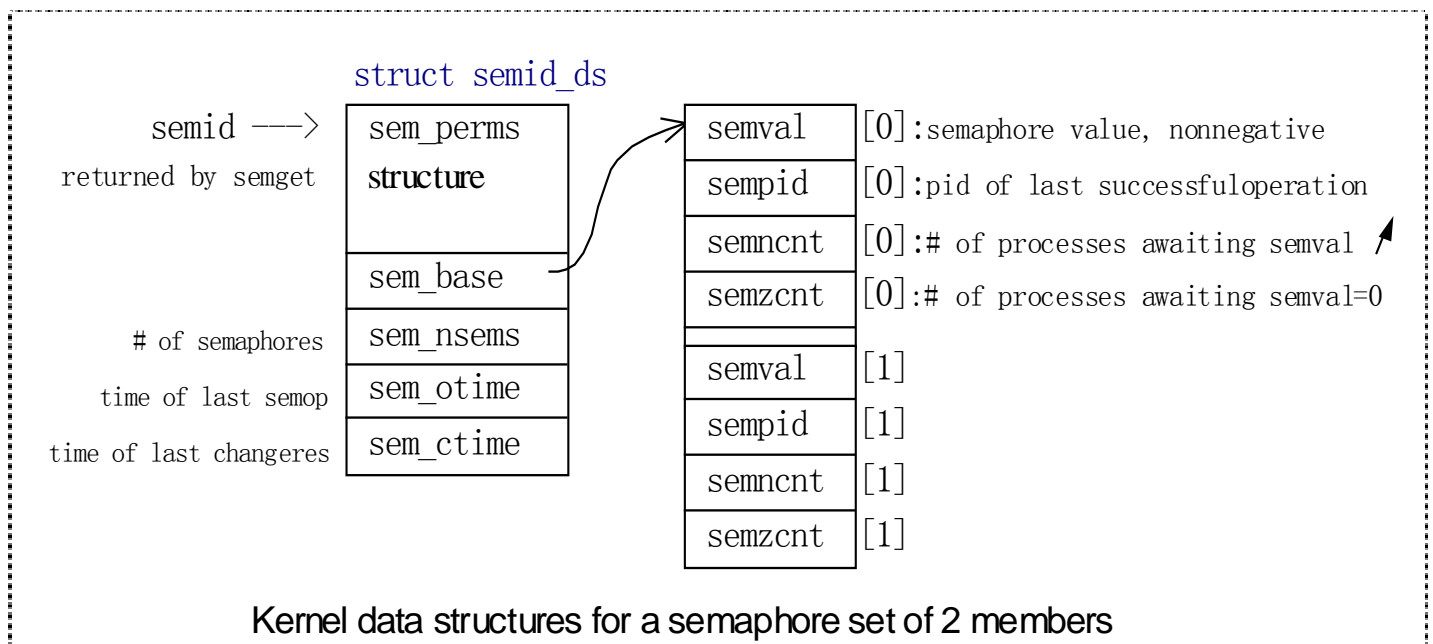 struct semid_ds
semid --->
returned by semget
sem_perms
structure
sem_base
# of semaphores
sem_nsems
time of last semop
sem_otime
time of last changeres
sem_ctime
semval [0]:semaphore value, nonnegative
sempid [0]:pid of last successfuloperation
semncnt [0]:# of processes awaiting semval
semzcnt [0]:# of processes awaiting semval=0
semval [1]
sempid [1]
semncnt [1]
semzcnt [1]
Kernel data structures for a semaphore set of 2 members